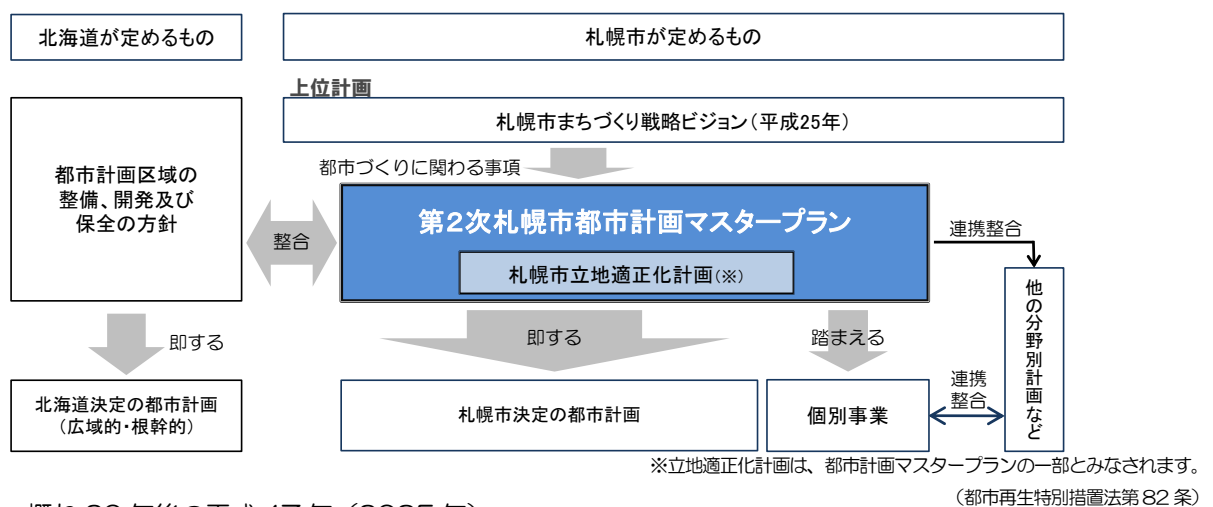 北海道が定めるもの
札幌市が定めるもの
上位計画
札幌市まちづくり戦略ビジョン（平成25年）
都市計画区域の
整備、開発及び
保全の方針
都市づくりに関わる事項
第２次札幌市都市計画マスタープラン
札幌市立地適正化計画（※）
整合
連携整合
他の分野別計画など
即する
即する
踏まえる
連携
整合
北海道決定の都市計画
（広域的・根幹的）
札幌市決定の都市計画
個別事業
※立地適正化計画は、都市計画マスタープランの一部とみなされます。
（都市再生特別措置法第 82 条）